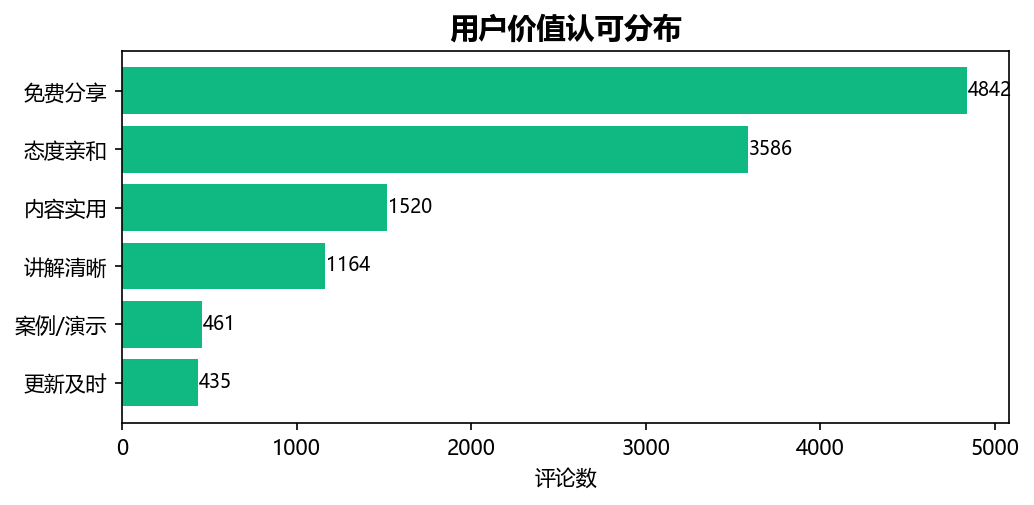 用户价值认可分布
免费分享 4842
态度亲和 3586
内容实用 1520
讲解清晰 1164
案例/演示 461
更新及时 435
0 1000 2000 3000 4000 5000
评论数